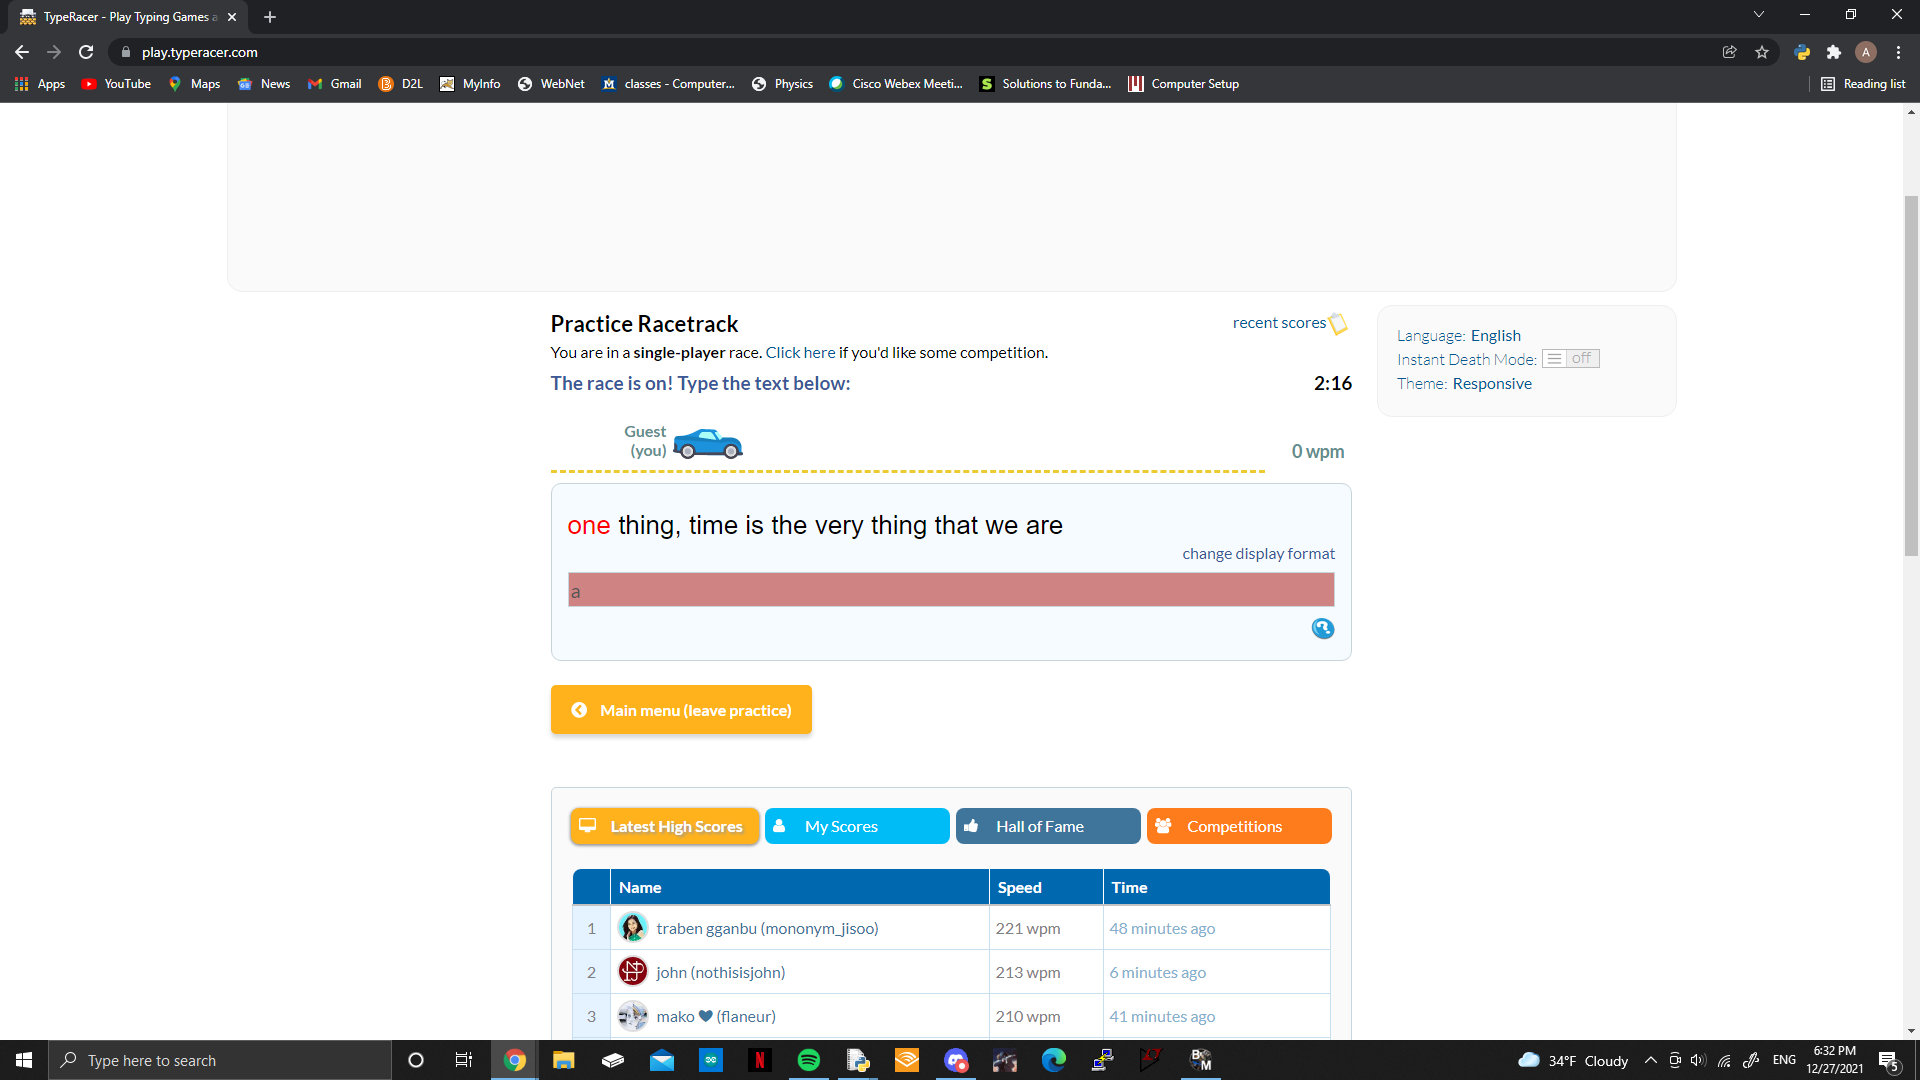 TypeRacer - Play Typing Games a
play.typeracer.com
A
Apps YouTube Maps News Gmail D2L MyInfo WebNet classes - Computer... Physics Cisco Webex Meeti... Solutions to Funda... Computer Setup Reading list
Practice Racetrack
recent scores
You are in a single-player race. Click here if you'd like some competition.
The race is on! Type the text below:
2:16
Language: English
Instant Death Mode: off
Theme: Responsive
Guest
(you)
0 wpm
one thing, time is the very thing that we are
change display format
a
Main menu (leave practice)
Latest High Scores My Scores Hall of Fame Competitions
Name Speed Time
1 traben gganbu (mononym_jisoo) 221 wpm 48 minutes ago
2 john (nothisisjohn) 213 wpm 6 minutes ago
3 mako ♥ (flaneur) 210 wpm 41 minutes ago
Type here to search
34°F Cloudy
ENG
6:32 PM
12/27/2021
5